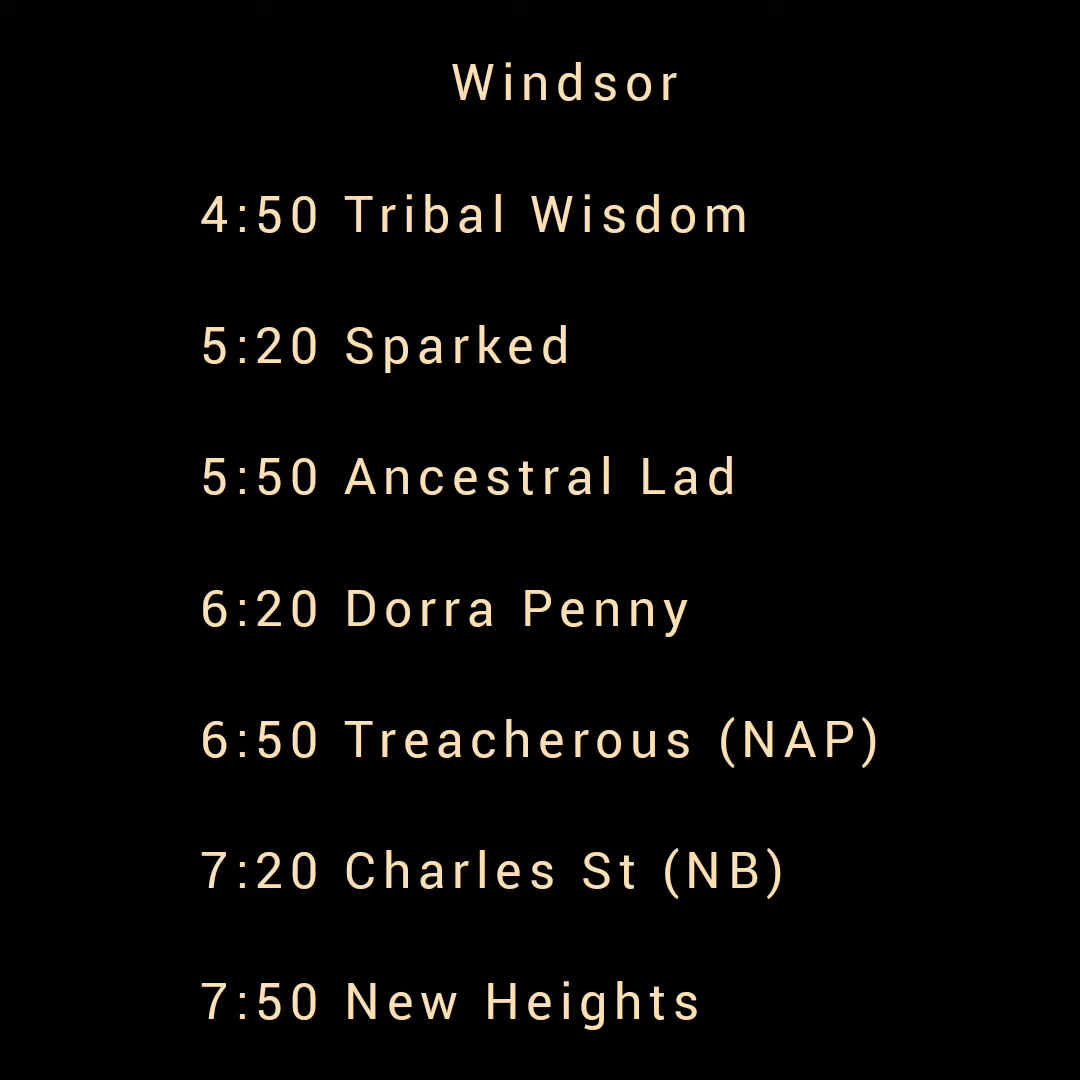 Windsor
4:50 Tribal Wisdom
5:20 Sparked
5:50 Ancestral Lad
6:20 Dorra Penny
6:50 Treacherous (NAP)
7:20 Charles St (NB)
7:50 New Heights